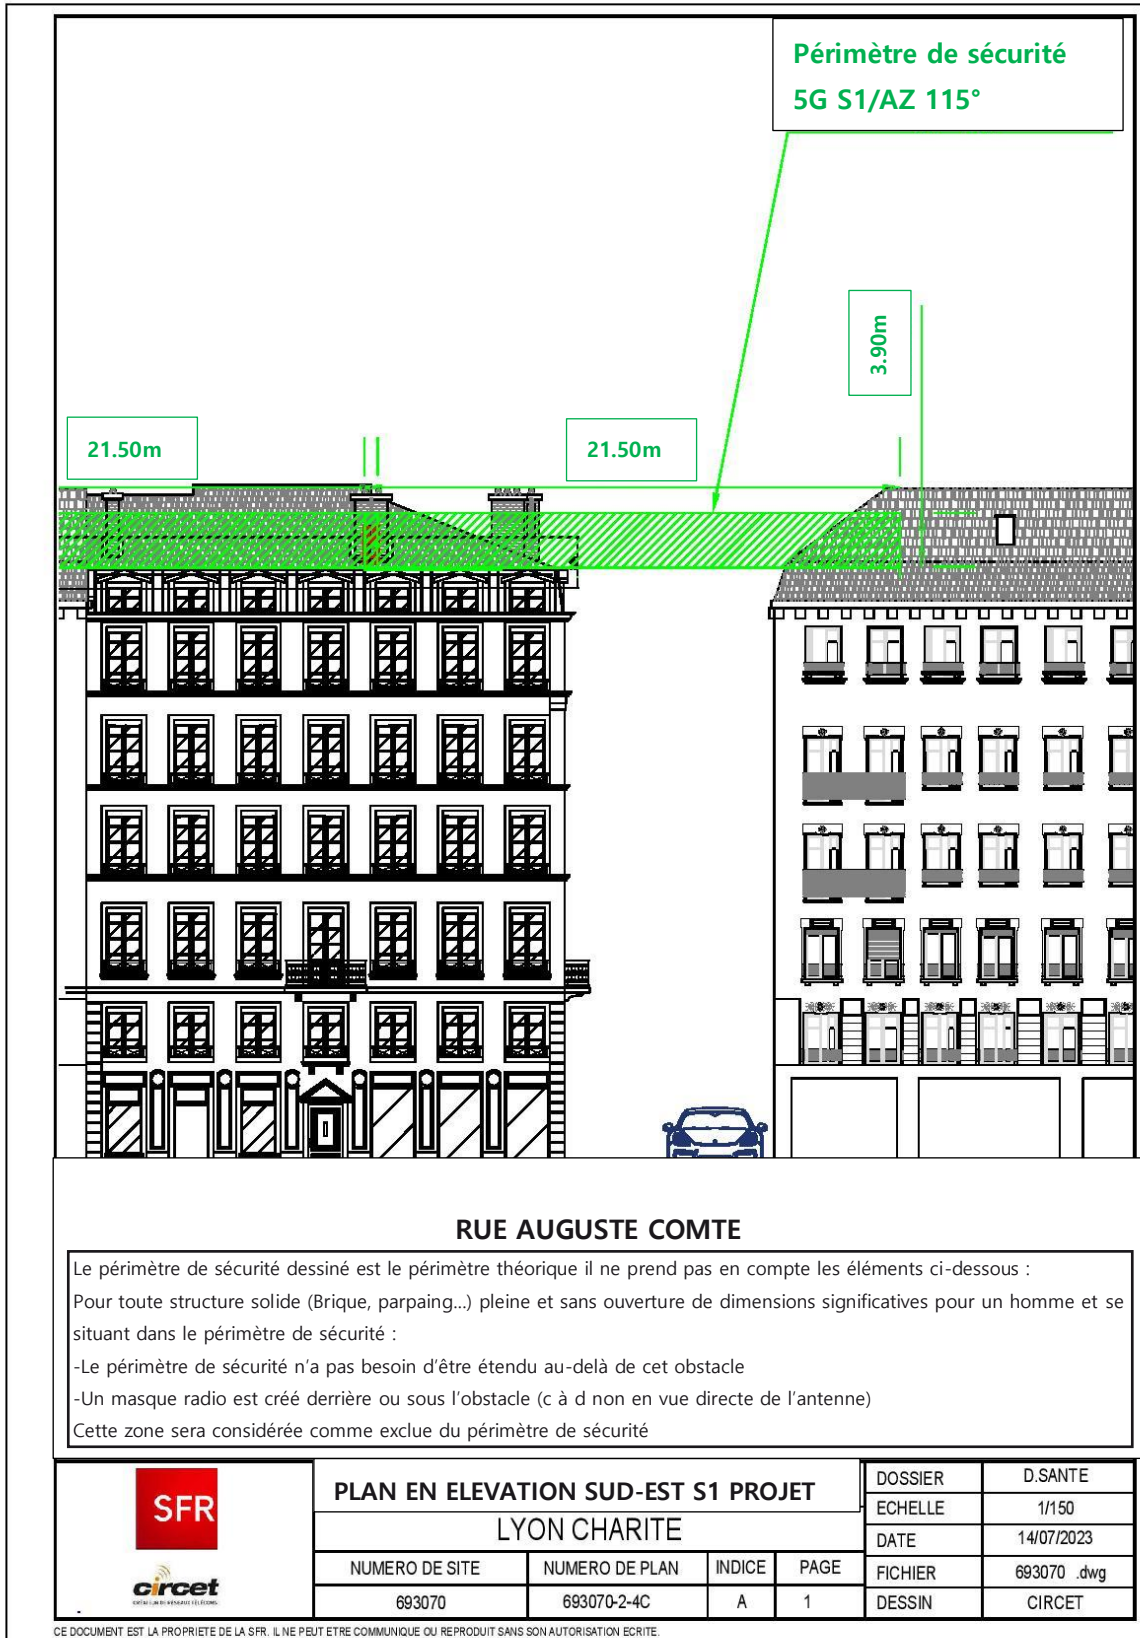 Périmètre de sécurité
5G S1/AZ 115°
3.90m
21.50m
21.50m
RUE AUGUSTE COMTE
Le périmètre de sécurité dessiné est le périmètre théorique il ne prend pas en compte les éléments ci-dessous :
Pour toute structure solide (Brique, parpaing...) pleine et sans ouverture de dimensions significatives pour un homme et se
situant dans le périmètre de sécurité :
-Le périmètre de sécurité n'a pas besoin d'être étendu au-delà de cet obstacle
-Un masque radio est créé derrière ou sous l'obstacle (c à d non en vue directe de l'antenne)
Cette zone sera considérée comme exclue du périmètre de sécurité
SFR
circet
CRÉATEUR DE RÉSEAUX TÉLÉCOMS
PLAN EN ELEVATION SUD-EST S1 PROJET
LYON CHARITE
NUMERO DE SITE NUMERO DE PLAN INDICE PAGE
693070 693070-2-4C A 1
DOSSIER D.SANTE
ECHELLE 1/150
DATE 14/07/2023
FICHIER 693070 .dwg
DESSIN CIRCET
CE DOCUMENT EST LA PROPRIETE DE LA SFR. IL NE PEUT ETRE COMMUNIQUE OU REPRODUIT SANS SON AUTORISATION ECRITE.